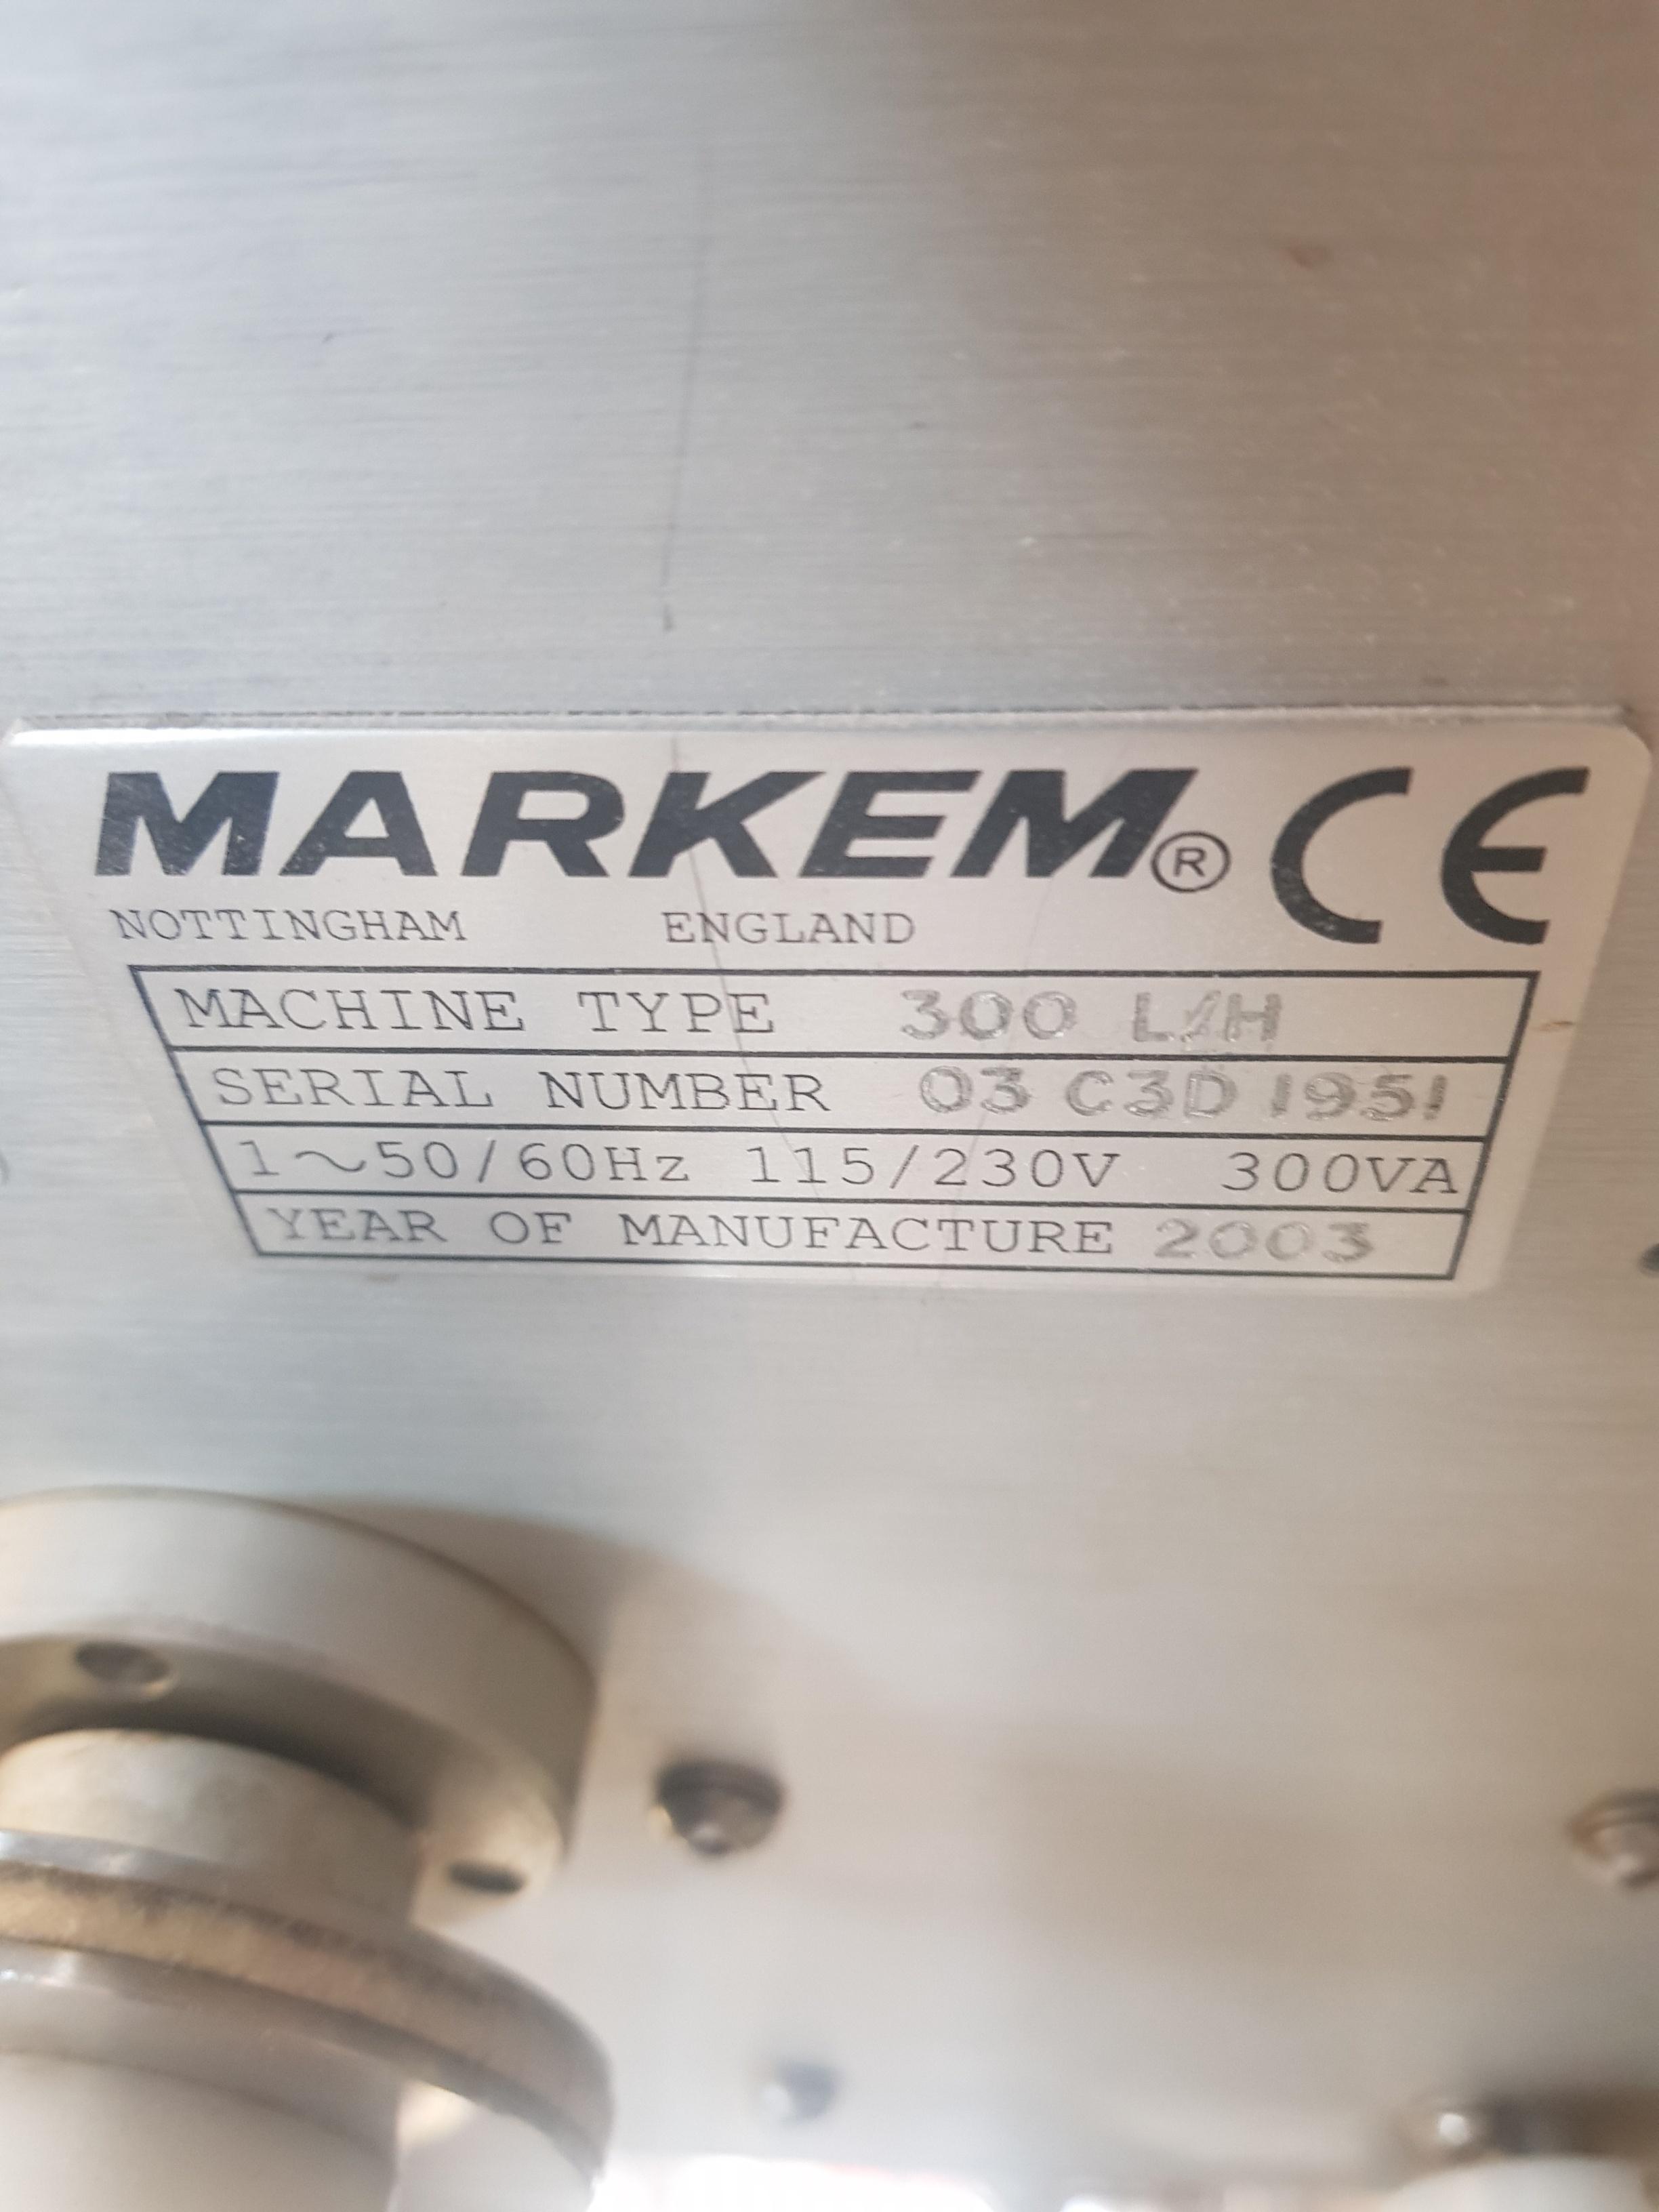 MARKEM® CE
NOTTINGHAM ENGLAND
MACHINE TYPE 300 L/H
SERIAL NUMBER 03 C3D 1951
1~50/60Hz 115/230V 300VA
YEAR OF MANUFACTURE 2003